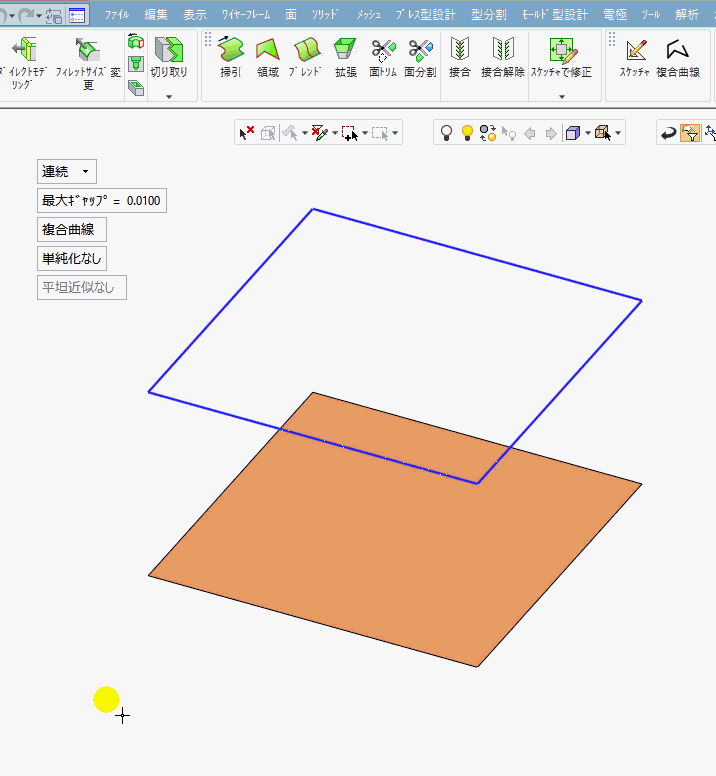 ﾌｧｲﾙ 編集 表示 ﾜｲﾔｰﾌﾚｰﾑ 面 ｿﾘｯﾄﾞ ﾒｯｼｭ ﾌﾟﾚｽ型設計 型分割 ﾓｰﾙﾄﾞ型設計 電極 ﾂｰﾙ 解析
ﾀﾞｲﾚｸﾄﾓﾃﾞ ﾌｨﾚｯﾄｻｲｽﾞ変 切り取り 掃引 領域 ﾌﾞﾚﾝﾄﾞ 拡張 面ﾄﾘﾑ 面分割 接合 接合解除 ｽｹｯﾁｬで修正 ｽｹｯﾁｬ 複合曲線
ﾘﾝｸﾞ 更
連続
最大ｷﾞｬｯﾌﾟ = 0.0100
複合曲線
単純化なし
平坦近似なし